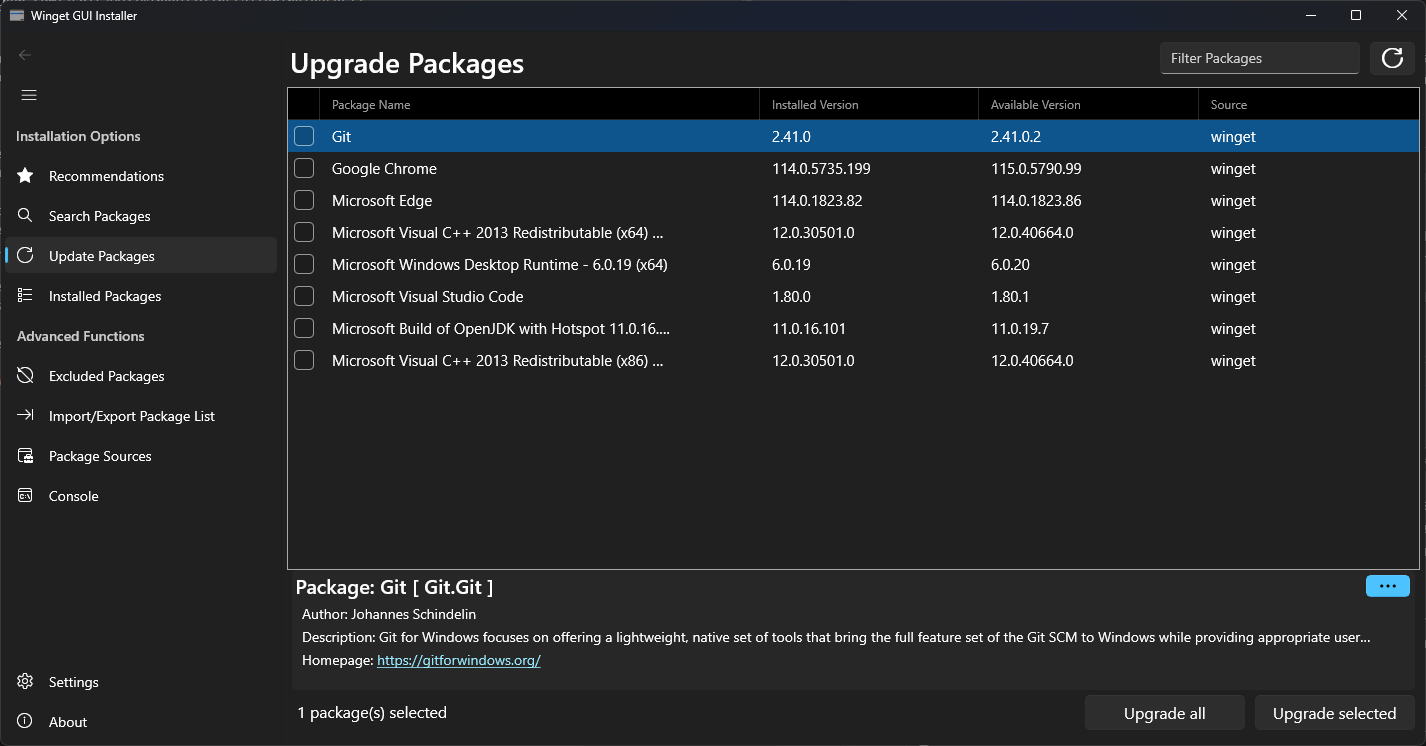 Winget GUI Installer
Upgrade Packages
Filter Packages
Installation Options
Recommendations
Search Packages
Update Packages
Installed Packages
Advanced Functions
Excluded Packages
Import/Export Package List
Package Sources
Console
Settings
About
Package Name Installed Version Available Version Source
Git 2.41.0 2.41.0.2 winget
Google Chrome 114.0.5735.199 115.0.5790.99 winget
Microsoft Edge 114.0.1823.82 114.0.1823.86 winget
Microsoft Visual C++ 2013 Redistributable (x64) ... 12.0.30501.0 12.0.40664.0 winget
Microsoft Windows Desktop Runtime - 6.0.19 (x64) 6.0.19 6.0.20 winget
Microsoft Visual Studio Code 1.80.0 1.80.1 winget
Microsoft Build of OpenJDK with Hotspot 11.0.16.... 11.0.16.101 11.0.19.7 winget
Microsoft Visual C++ 2013 Redistributable (x86) ... 12.0.30501.0 12.0.40664.0 winget
Package: Git [ Git.Git ]
Author: Johannes Schindelin
Description: Git for Windows focuses on offering a lightweight, native set of tools that bring the full feature set of the Git SCM to Windows while providing appropriate user...
Homepage: https://gitforwindows.org/
1 package(s) selected
Upgrade all
Upgrade selected